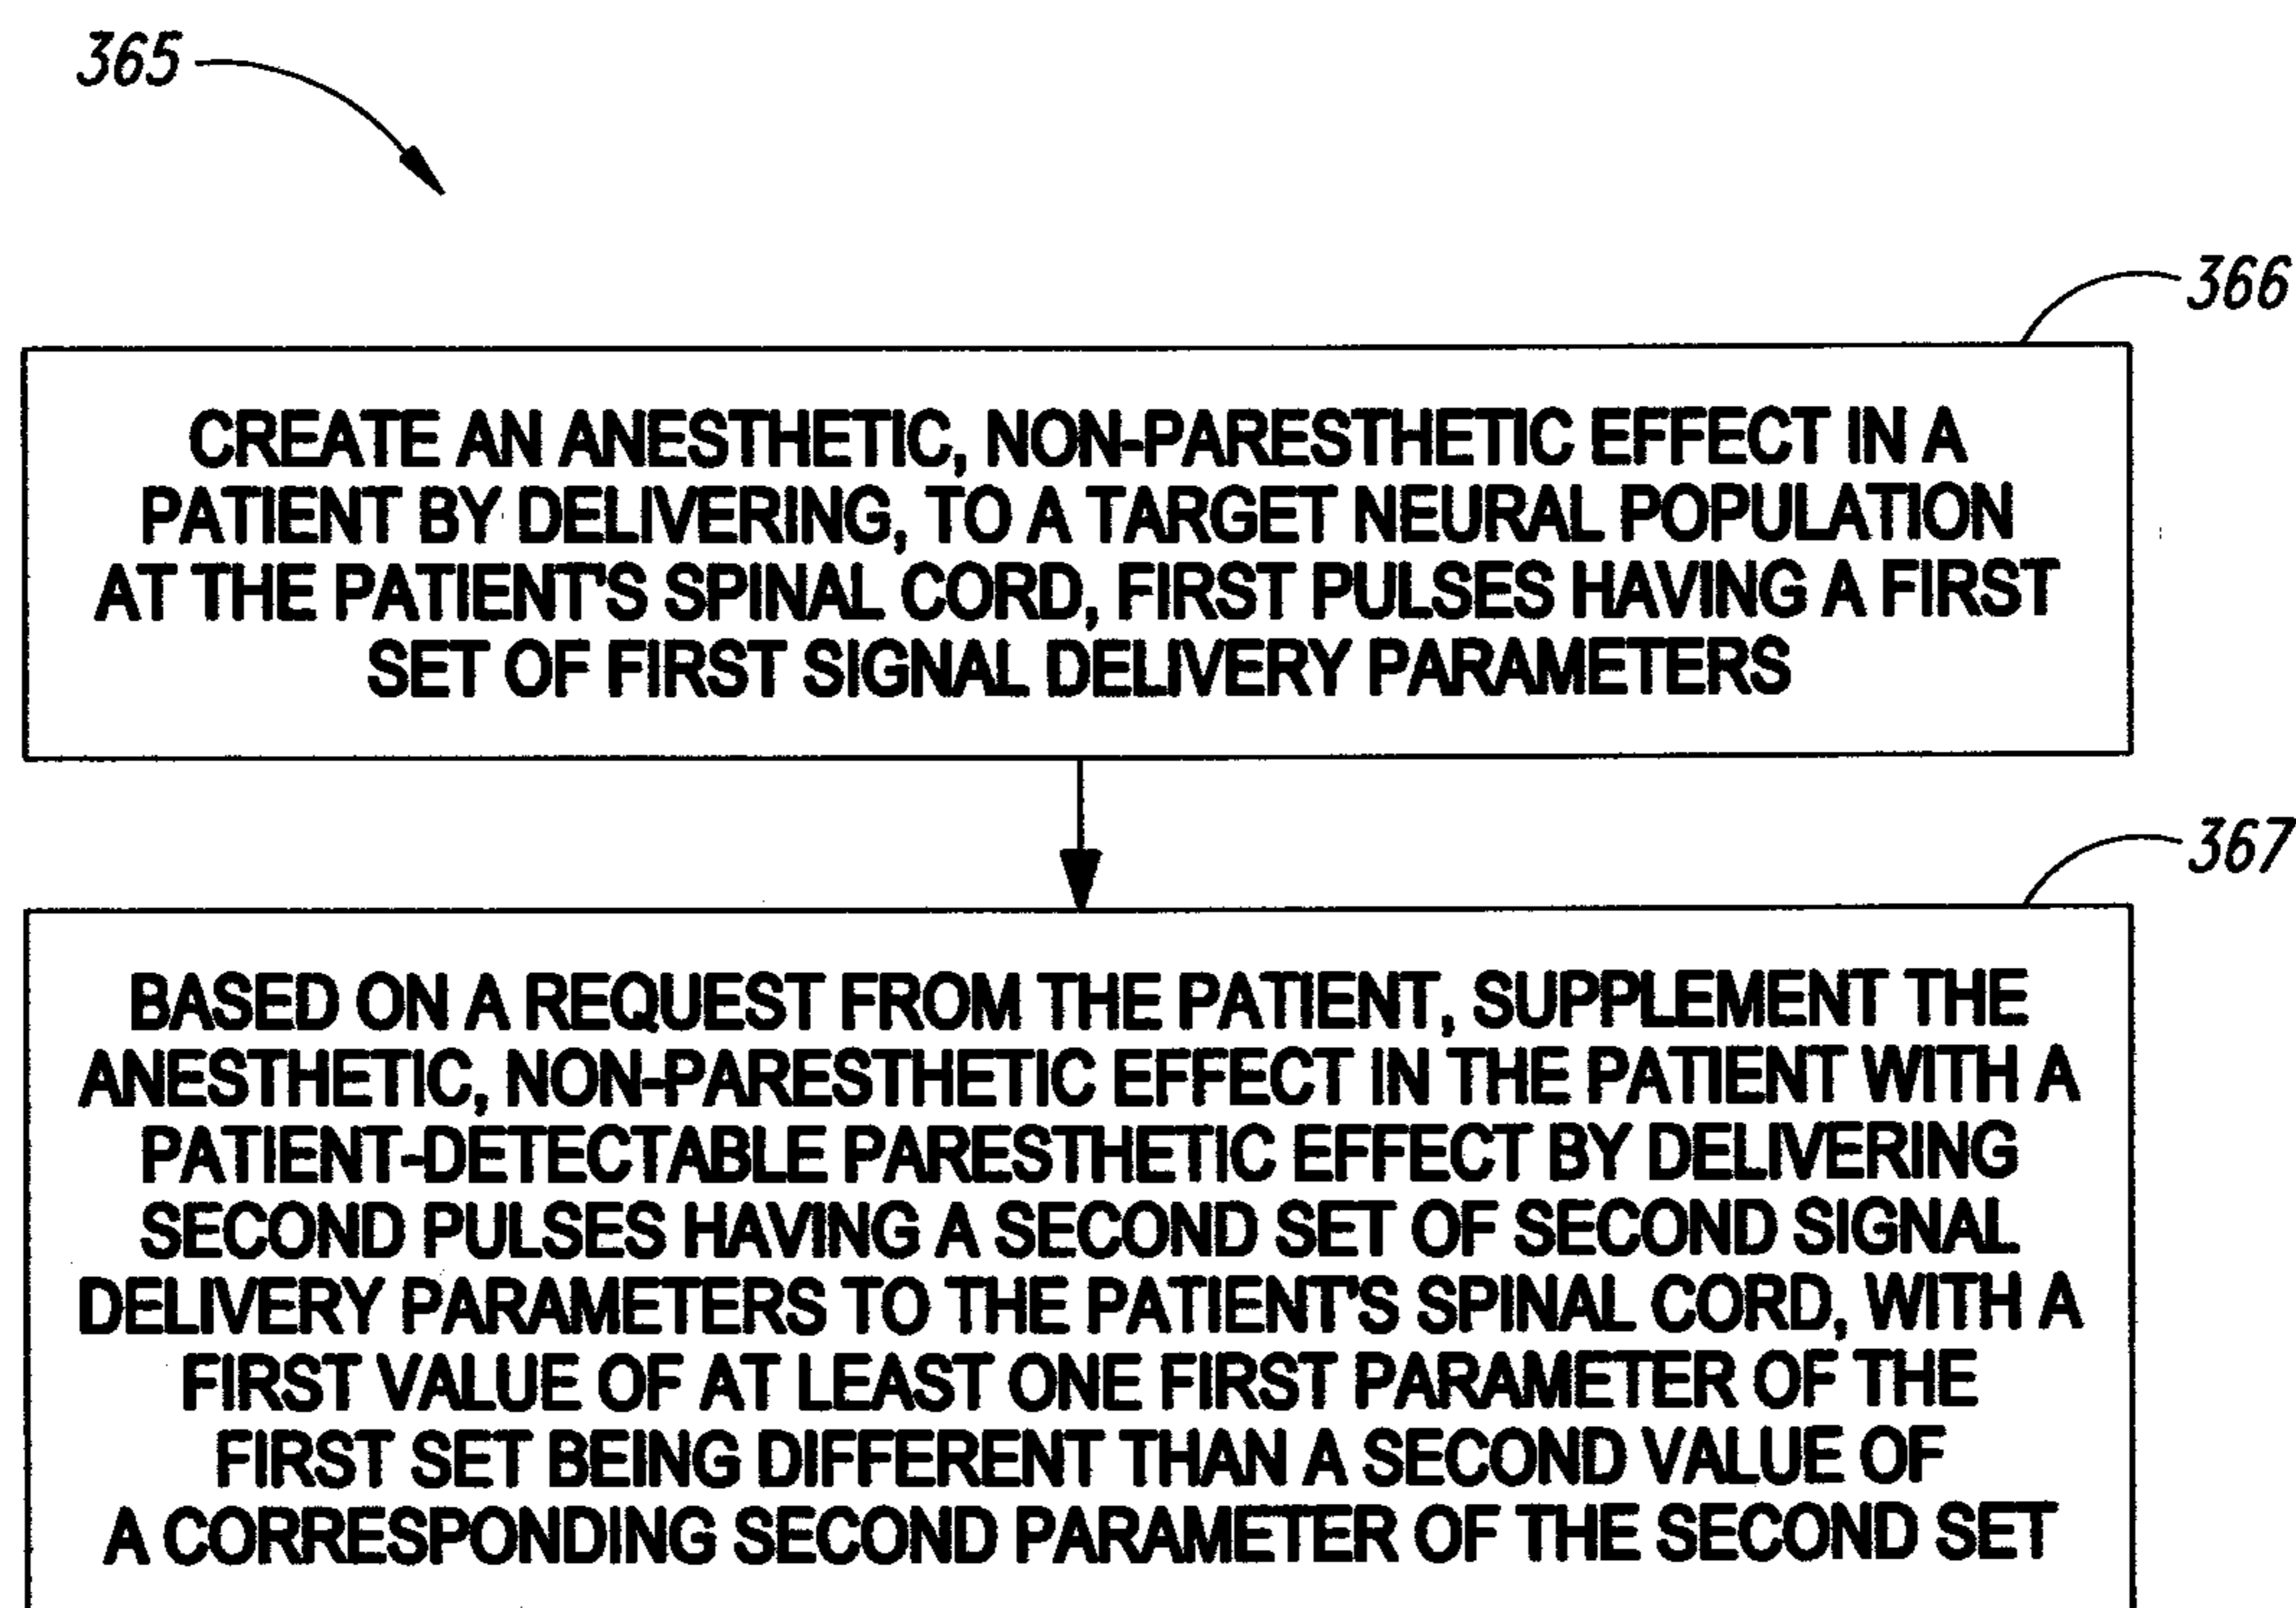 365
366
CREATE AN ANESTHETIC, NON-PARESTHETIC EFFECT IN A
PATIENT BY DELIVERING, TO A TARGET NEURAL POPULATION
AT THE PATIENT'S SPINAL CORD, FIRST PULSES HAVING A FIRST
SET OF FIRST SIGNAL DELIVERY PARAMETERS
367
BASED ON A REQUEST FROM THE PATIENT, SUPPLEMENT THE
ANESTHETIC, NON-PARESTHETIC EFFECT IN THE PATIENT WITH A
PATIENT-DETECTABLE PARESTHETIC EFFECT BY DELIVERING
SECOND PULSES HAVING A SECOND SET OF SECOND SIGNAL
DELIVERY PARAMETERS TO THE PATIENT'S SPINAL CORD, WITH A
FIRST VALUE OF AT LEAST ONE FIRST PARAMETER OF THE
FIRST SET BEING DIFFERENT THAN A SECOND VALUE OF
A CORRESPONDING SECOND PARAMETER OF THE SECOND SET